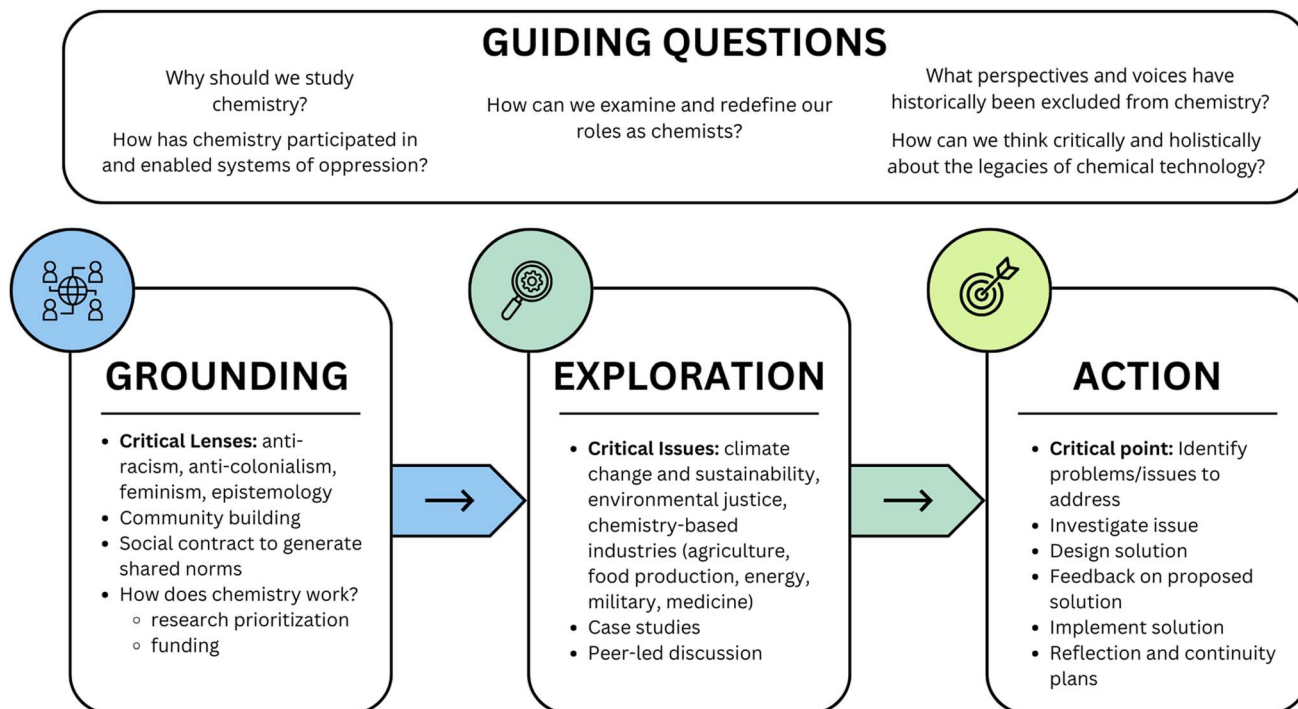 GUIDING QUESTIONS
Why should we study
chemistry?
How has chemistry participated in
and enabled systems of oppression?
How can we examine and redefine our
roles as chemists?
What perspectives and voices have
historically been excluded from chemistry?
How can we think critically and holistically
about the legacies of chemical technology?
GROUNDING
• Critical Lenses: anti-
racism, anti-colonialism,
feminism, epistemology
• Community building
• Social contract to generate
shared norms
• How does chemistry work?
◦ research prioritization
◦ funding
EXPLORATION
• Critical Issues: climate
change and sustainability,
environmental justice,
chemistry-based
industries (agriculture,
food production, energy,
military, medicine)
• Case studies
• Peer-led discussion
ACTION
• Critical point: Identify
problems/issues to
address
• Investigate issue
• Design solution
• Feedback on proposed
solution
• Implement solution
• Reflection and continuity
plans